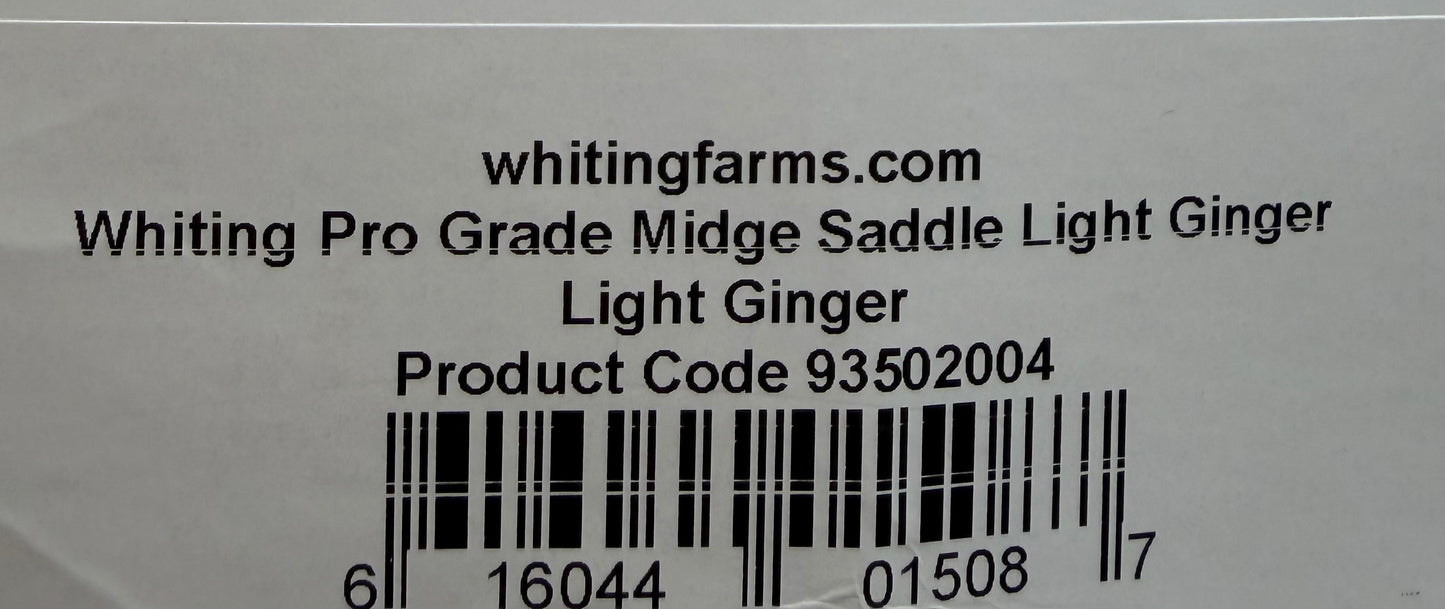 whitingfarms.com
Whiting Pro Grade Midge Saddle Light Ginger
Light Ginger
Product Code 93502004
6 16044 01508 7